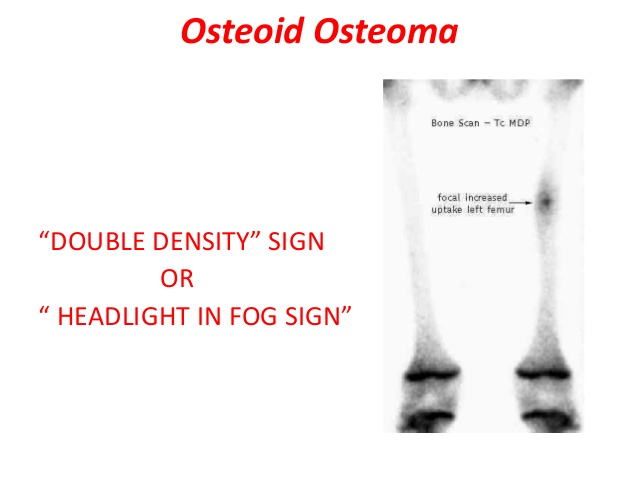 Osteoid Osteoma
Bone Scan – Tc MDP
focal increased
uptake left femur
“DOUBLE DENSITY” SIGN
OR
“ HEADLIGHT IN FOG SIGN”